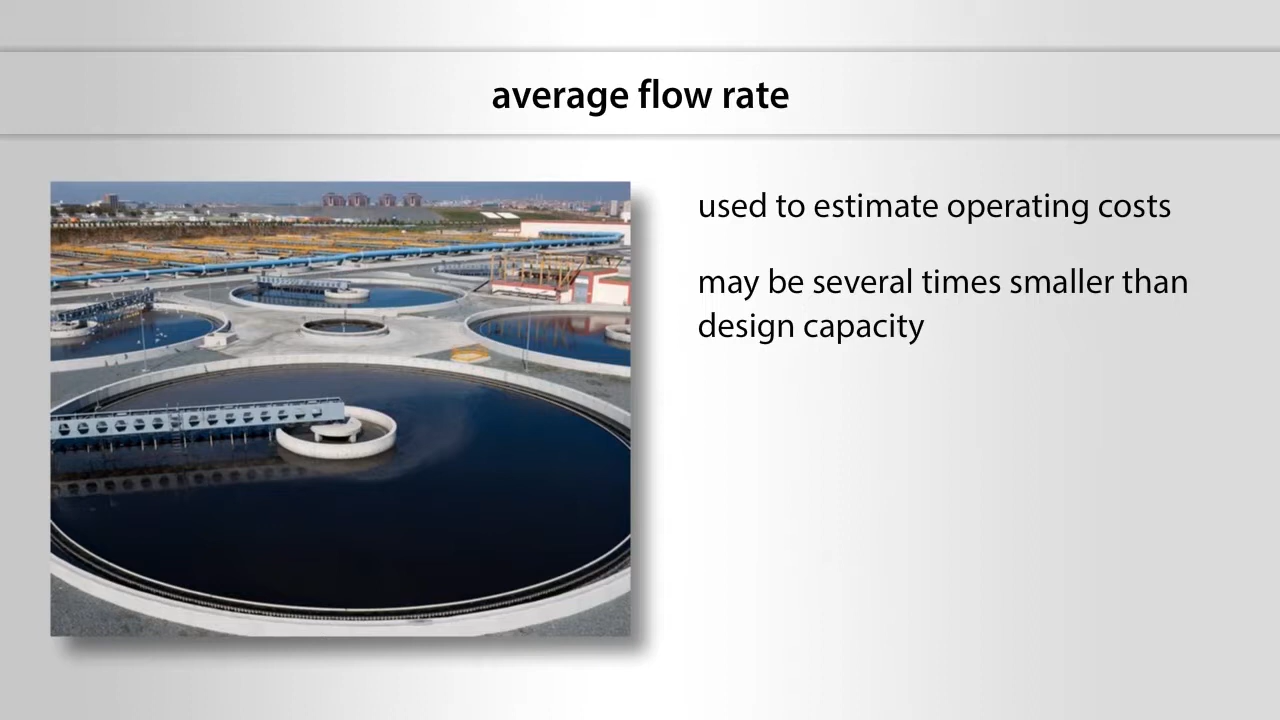 average flow rate
used to estimate operating costs
may be several times smaller than
design capacity